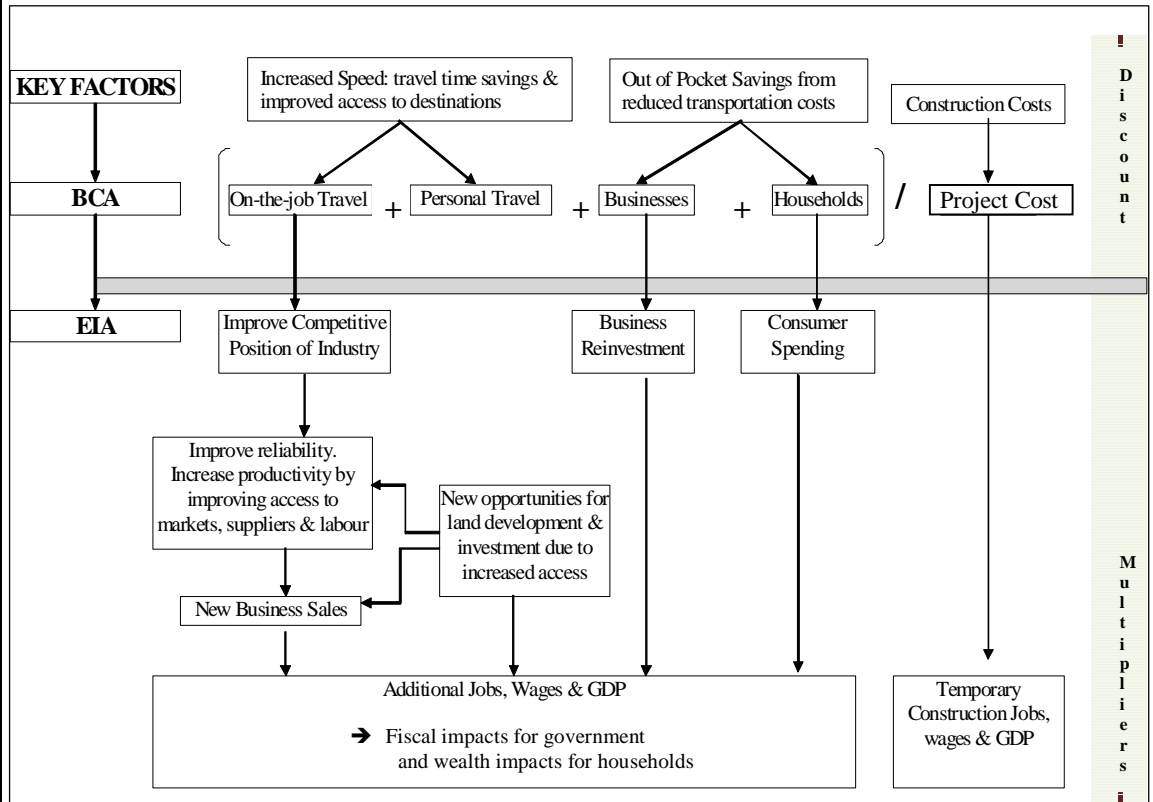 KEY FACTORS
Increased Speed: travel time savings &
improved access to destinations
Out of Pocket Savings from
reduced transportation costs
Construction Costs
Discount
BCA
On-the-job Travel
+
Personal Travel
+
Businesses
+
Households
/
Project Cost
EIA
Improve Competitive
Position of Industry
Business
Reinvestment
Consumer
Spending
Improve reliability.
Increase productivity by
improving access to
markets, suppliers & labour
New opportunities for
land development &
investment due to
increased access
New Business Sales
Multipliers
Additional Jobs, Wages & GDP
➔ Fiscal impacts for government
and wealth impacts for households
Temporary
Construction Jobs,
wages & GDP